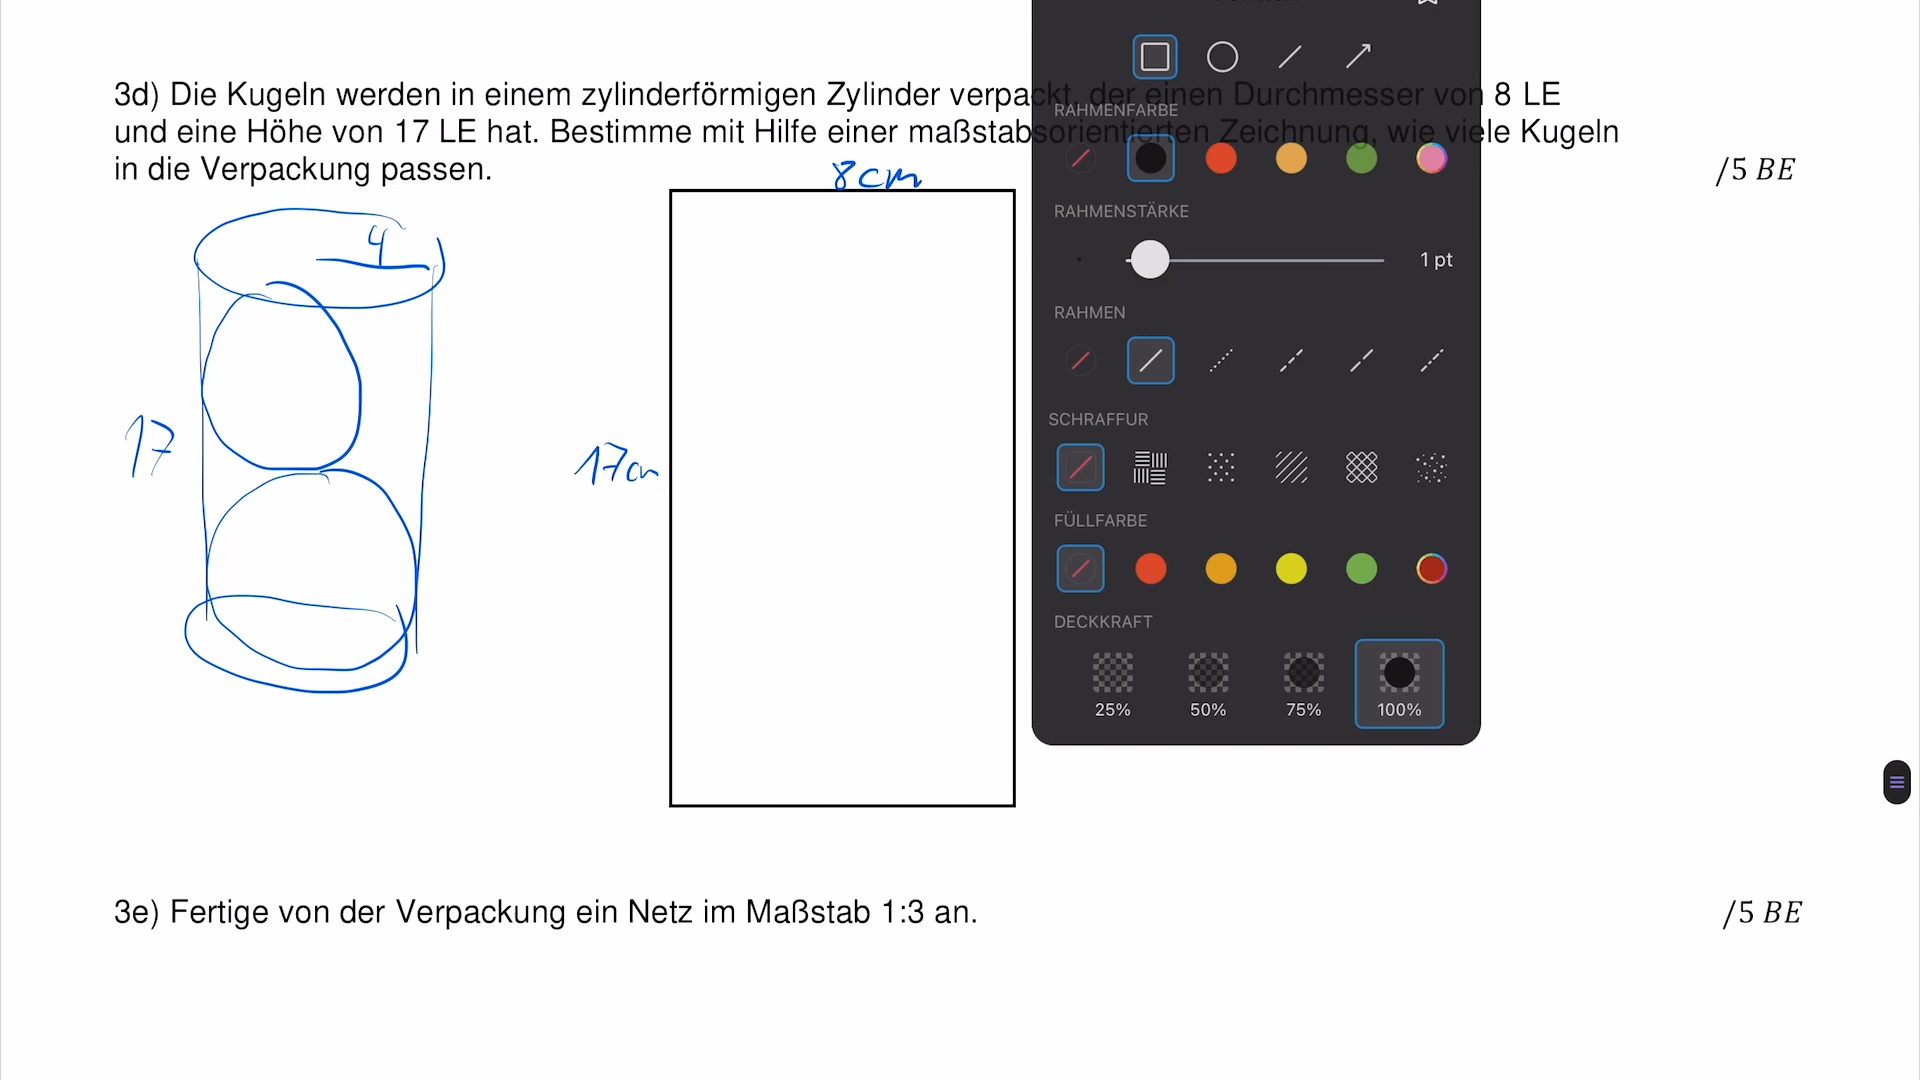 3d) Die Kugeln werden in einem zylinderförmigen Zylinder verpackt, der einen Durchmesser von 8 LE
und eine Höhe von 17 LE hat. Bestimme mit Hilfe einer maßstabsorientierten Zeichnung, wie viele Kugeln
in die Verpackung passen.
/5 BE
8cm
4
17
17cm
RAHMENFARBE
RAHMENSTÄRKE
1 pt
RAHMEN
SCHRAFFUR
FÜLLFARBE
DECKKRAFT
25% 50% 75% 100%
3e) Fertige von der Verpackung ein Netz im Maßstab 1:3 an.
/5 BE